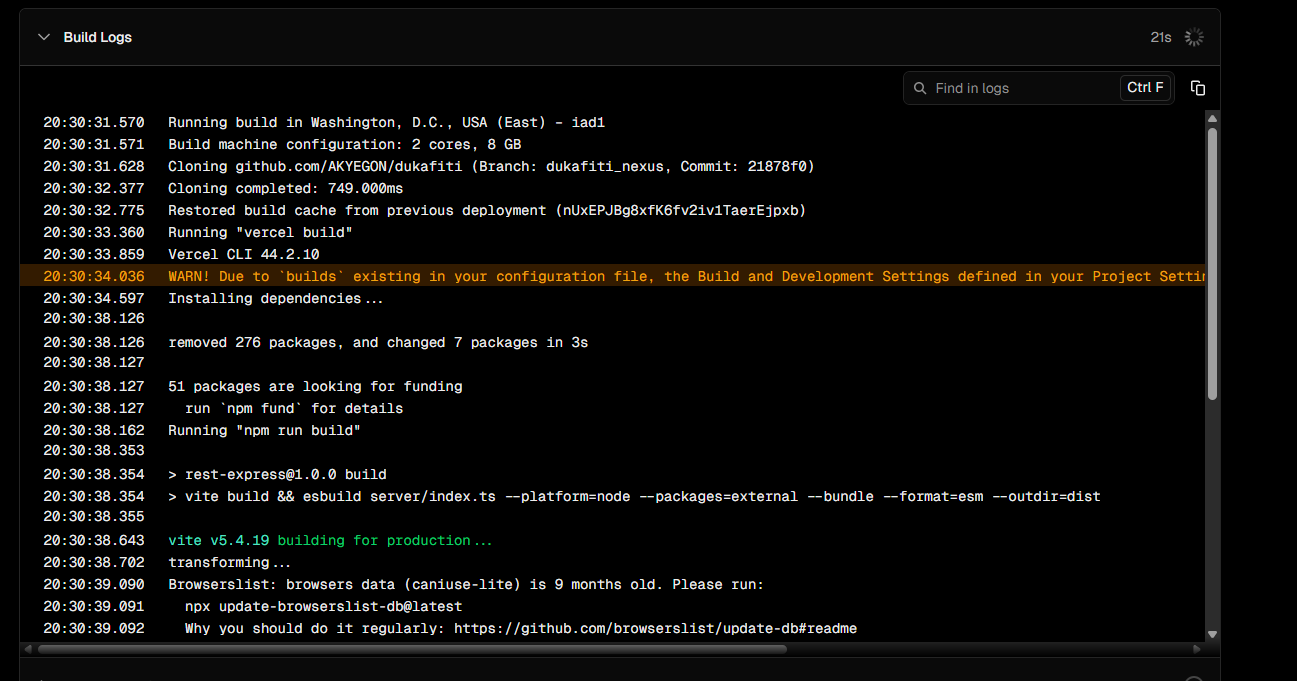 Build Logs
21s
Find in logs
Ctrl F
20:30:31.570 Running build in Washington, D.C., USA (East) – iad1
20:30:31.571 Build machine configuration: 2 cores, 8 GB
20:30:31.628 Cloning github.com/AKYEGON/dukafiti (Branch: dukafiti_nexus, Commit: 21878f0)
20:30:32.377 Cloning completed: 749.000ms
20:30:32.775 Restored build cache from previous deployment (nUxEPJBg8xfK6fv2iv1TaerEjpxb)
20:30:33.360 Running "vercel build"
20:30:33.859 Vercel CLI 44.2.10
20:30:34.036 WARN! Due to `builds` existing in your configuration file, the Build and Development Settings defined in your Project Settin
20:30:34.597 Installing dependencies...
20:30:38.126
20:30:38.126 removed 276 packages, and changed 7 packages in 3s
20:30:38.127
20:30:38.127 51 packages are looking for funding
20:30:38.127 run `npm fund` for details
20:30:38.162 Running "npm run build"
20:30:38.353
20:30:38.354 > rest-express@1.0.0 build
20:30:38.354 > vite build && esbuild server/index.ts --platform=node --packages=external --bundle --format=esm --outdir=dist
20:30:38.355
20:30:38.643 vite v5.4.19 building for production...
20:30:38.702 transforming...
20:30:39.090 Browserslist: browsers data (caniuse-lite) is 9 months old. Please run:
20:30:39.091 npx update-browserslist-db@latest
20:30:39.092 Why you should do it regularly: https://github.com/browserslist/update-db#readme